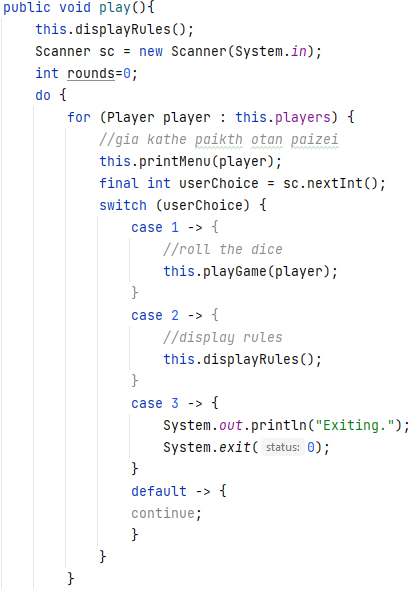 public void play(){
this.displayRules();
Scanner sc = new Scanner(System.in);
int rounds=0;
do {
for (Player player : this.players) {
//gia kathe paikth otan paizei
this.printMenu(player);
final int userChoice = sc.nextInt();
switch (userChoice) {
case 1 -> {
//roll the dice
this.playGame(player);
}
case 2 -> {
//display rules
this.displayRules();
}
case 3 -> {
System.out.println("Exiting.");
System.exit( status: 0);
}
default -> {
continue;
}
}
}